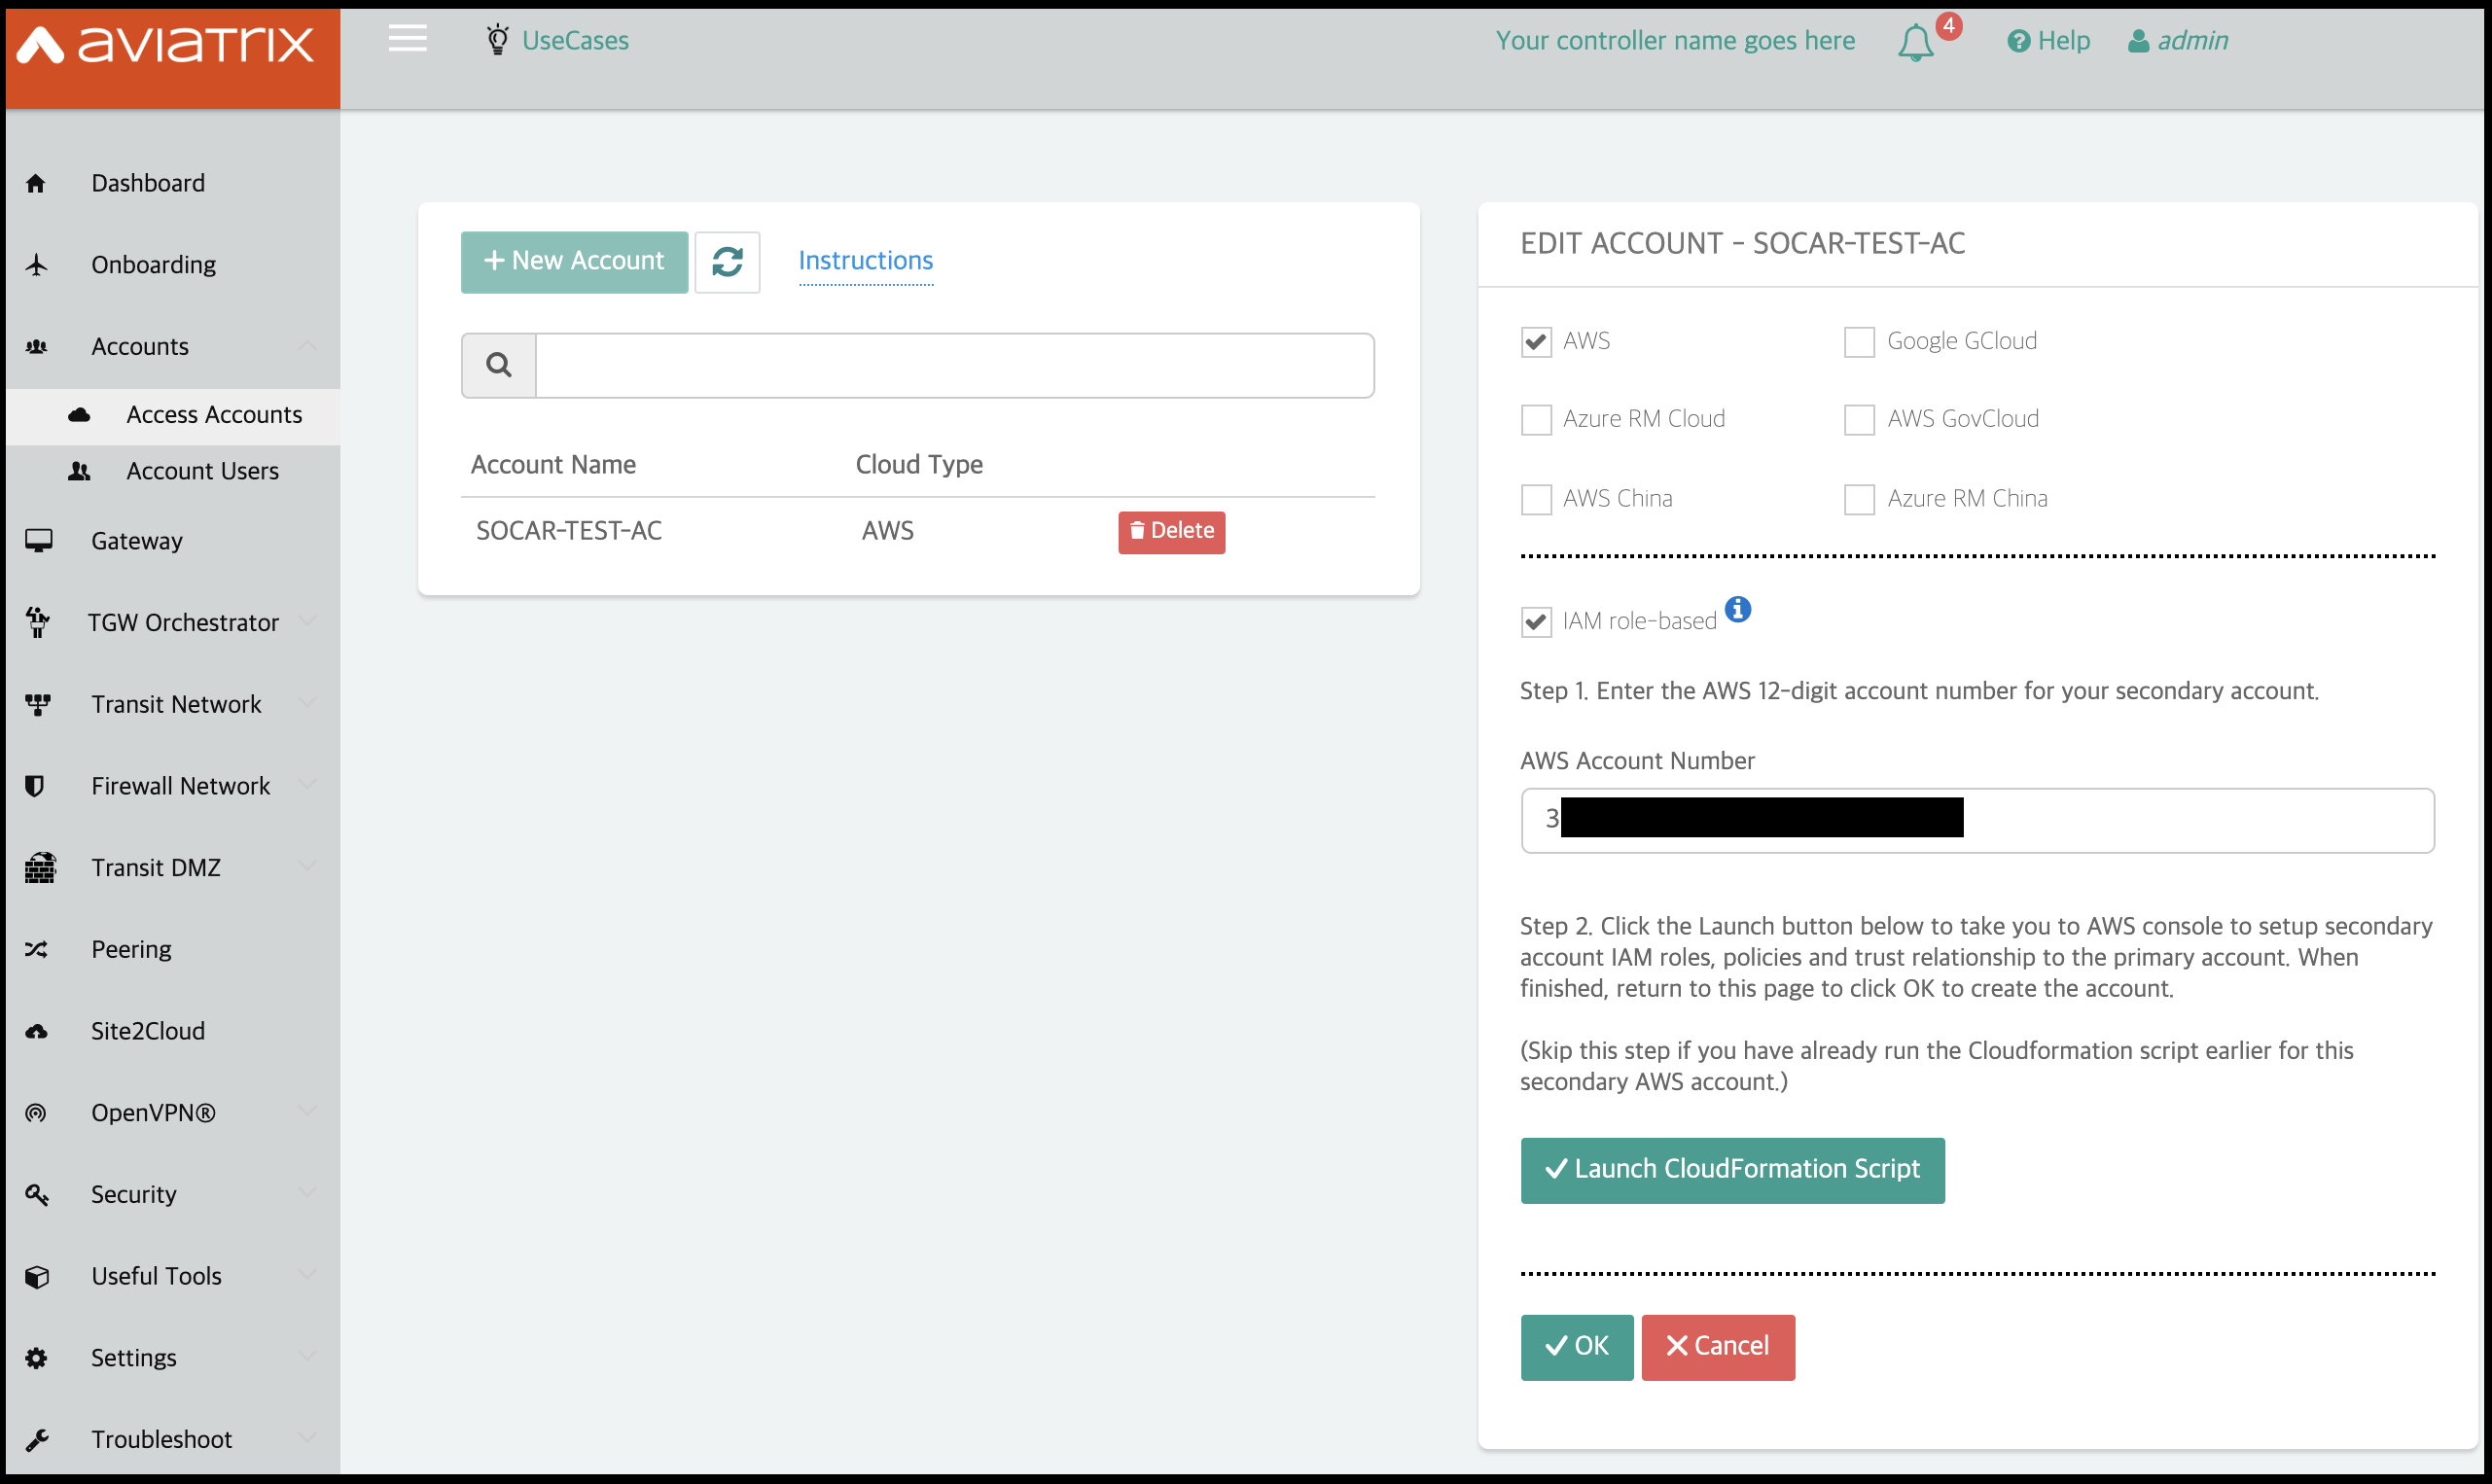 aviatrix
UseCases
Your controller name goes here
4
Help
admin
Dashboard
Onboarding
Accounts
Access Accounts
Account Users
Gateway
TGW Orchestrator
Transit Network
Firewall Network
Transit DMZ
Peering
Site2Cloud
OpenVPN®
Security
Useful Tools
Settings
Troubleshoot
+ New Account
Instructions
Account Name Cloud Type
SOCAR-TEST-AC AWS Delete
EDIT ACCOUNT - SOCAR-TEST-AC
AWS Google GCloud
Azure RM Cloud AWS GovCloud
AWS China Azure RM China
IAM role-based
Step 1. Enter the AWS 12-digit account number for your secondary account.
AWS Account Number
3
Step 2. Click the Launch button below to take you to AWS console to setup secondary
account IAM roles, policies and trust relationship to the primary account. When
finished, return to this page to click OK to create the account.
(Skip this step if you have already run the Cloudformation script earlier for this
secondary AWS account.)
Launch CloudFormation Script
OK Cancel